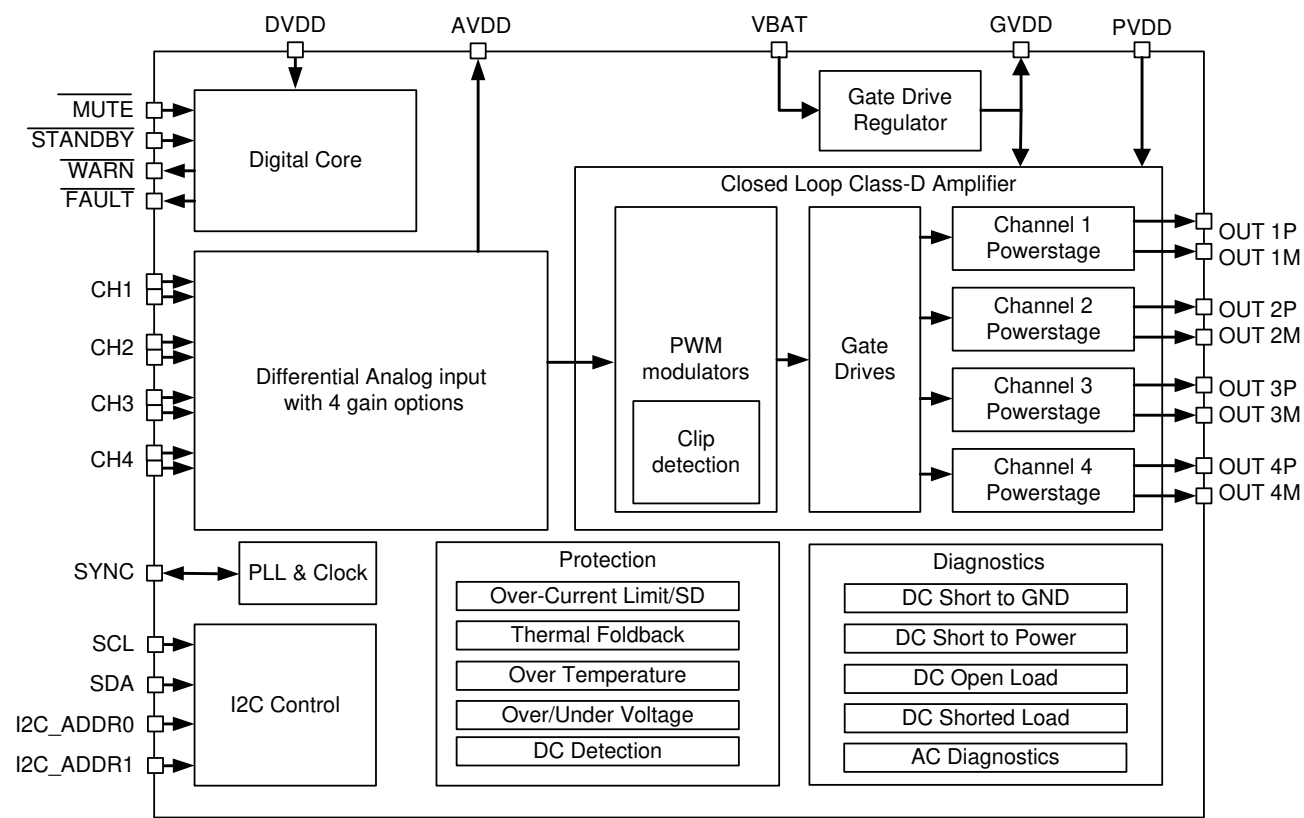 DVDD
AVDD
VBAT
GVDD
PVDD
MUTE
STANDBY
WARN
FAULT
Digital Core
Gate Drive
Regulator
Closed Loop Class-D Amplifier
CH1
CH2
CH3
CH4
Differential Analog input
with 4 gain options
PWM
modulators
Clip
detection
Gate
Drives
Channel 1
Powerstage
Channel 2
Powerstage
Channel 3
Powerstage
Channel 4
Powerstage
OUT 1P
OUT 1M
OUT 2P
OUT 2M
OUT 3P
OUT 3M
OUT 4P
OUT 4M
SYNC
PLL & Clock
SCL
SDA
I2C_ADDR0
I2C_ADDR1
I2C Control
Protection
Over-Current Limit/SD
Thermal Foldback
Over Temperature
Over/Under Voltage
DC Detection
Diagnostics
DC Short to GND
DC Short to Power
DC Open Load
DC Shorted Load
AC Diagnostics